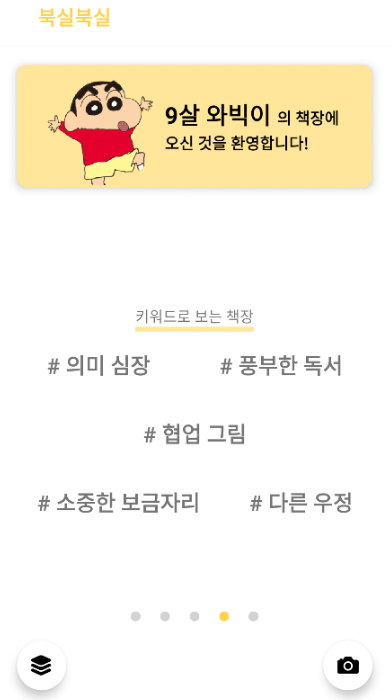 북실북실
9살 와빅이 의 책장에
오신 것을 환영합니다!
키워드로 보는 책장
# 의미 심장
# 풍부한 독서
# 협업 그림
# 소중한 보금자리
# 다른 우정